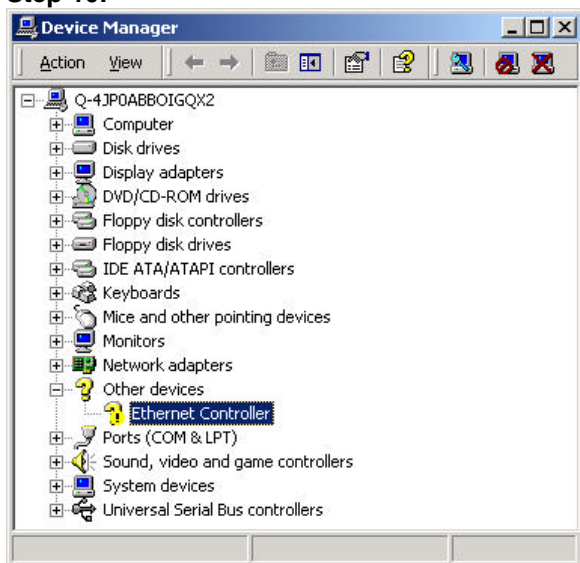 Device Manager
Action View
Q-4JP0ABBOIGQX2
Computer
Disk drives
Display adapters
DVD/CD-ROM drives
Floppy disk controllers
Floppy disk drives
IDE ATA/ATAPI controllers
Keyboards
Mice and other pointing devices
Monitors
Network adapters
Other devices
Ethernet Controller
Ports (COM & LPT)
Sound, video and game controllers
System devices
Universal Serial Bus controllers